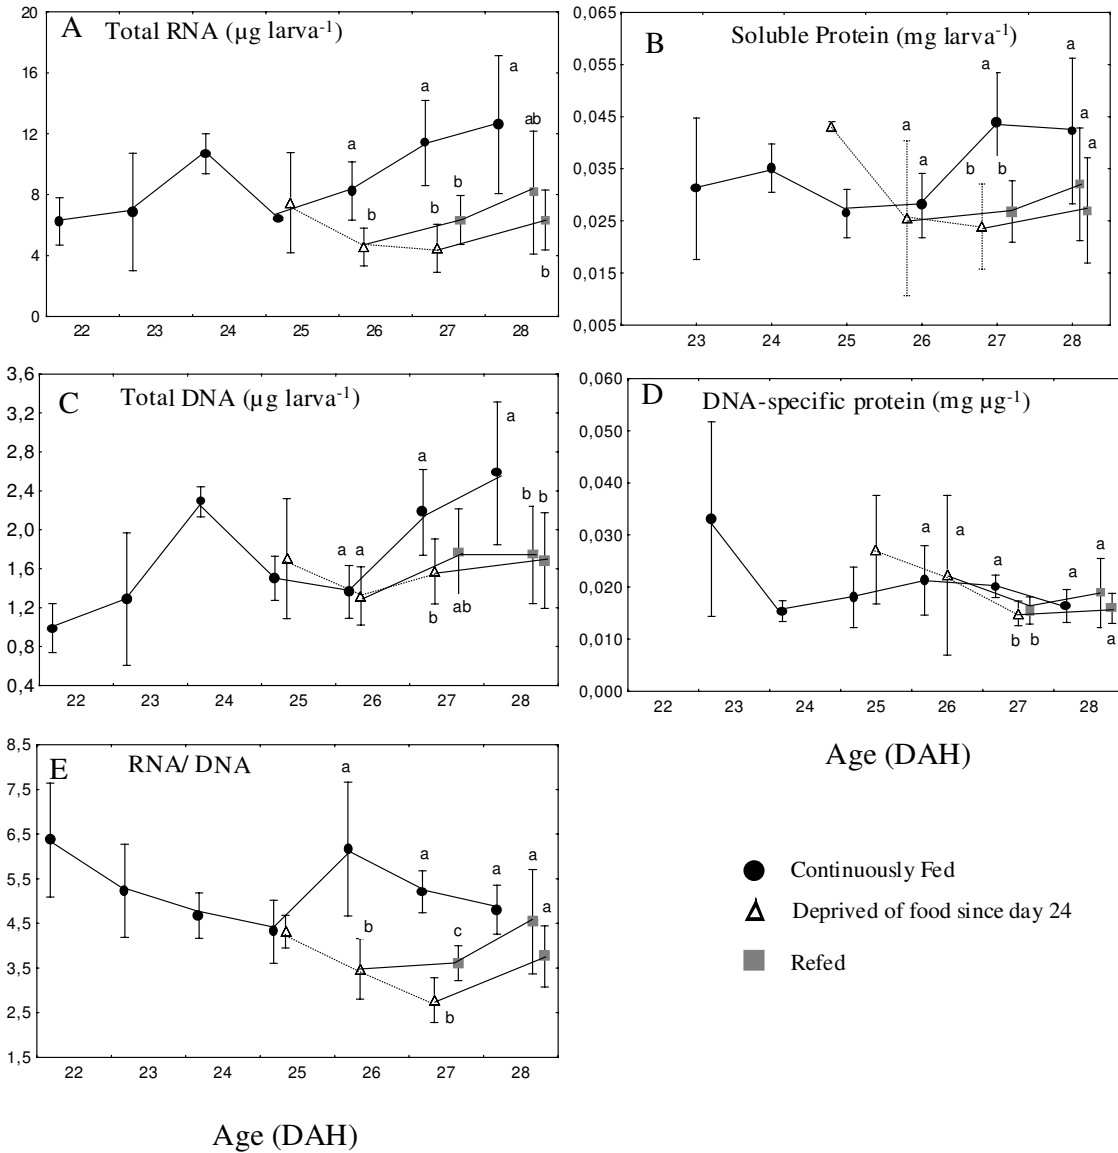 A Total RNA (µg larva-1)
20
16
12
8
4
0
a
a
a
ab
b
b
b
b
22 23 24 25 26 27 28
B Soluble Protein (mg larva-1)
0,065
0,055
0,045
0,035
0,025
0,015
0,005
a
a
a
a
a
a
b b
23 24 25 26 27 28
C Total DNA (µg larva-1)
3,6
3,2
2,8
2,4
2,0
1,6
1,2
0,8
0,4
a
a
a a
b b
b ab
22 23 24 25 26 27 28
D DNA-specific protein (mg µg-1)
0,060
0,050
0,040
0,030
0,020
0,010
0,000
a a
a a a
b b a
22 23 24 25 26 27 28
Age (DAH)
E RNA/ DNA
8,5
7,5
6,5
5,5
4,5
3,5
2,5
1,5
a
a a a
a
b c
b
22 23 24 25 26 27 28
Age (DAH)
Continuously Fed
Deprived of food since day 24
Refed